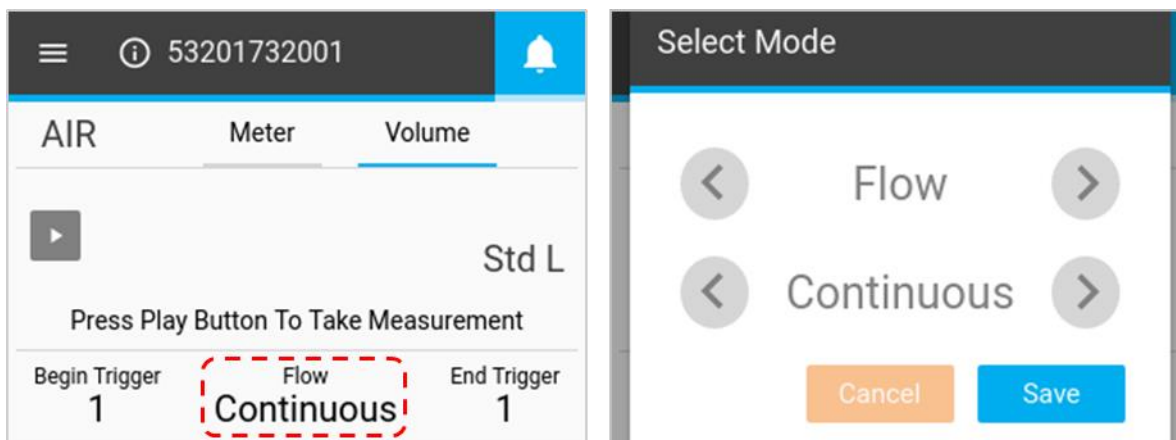 53201732001
AIR Meter Volume
Std L
Press Play Button To Take Measurement
Begin Trigger Flow End Trigger
1 Continuous 1
Select Mode
Flow
Continuous
Cancel Save